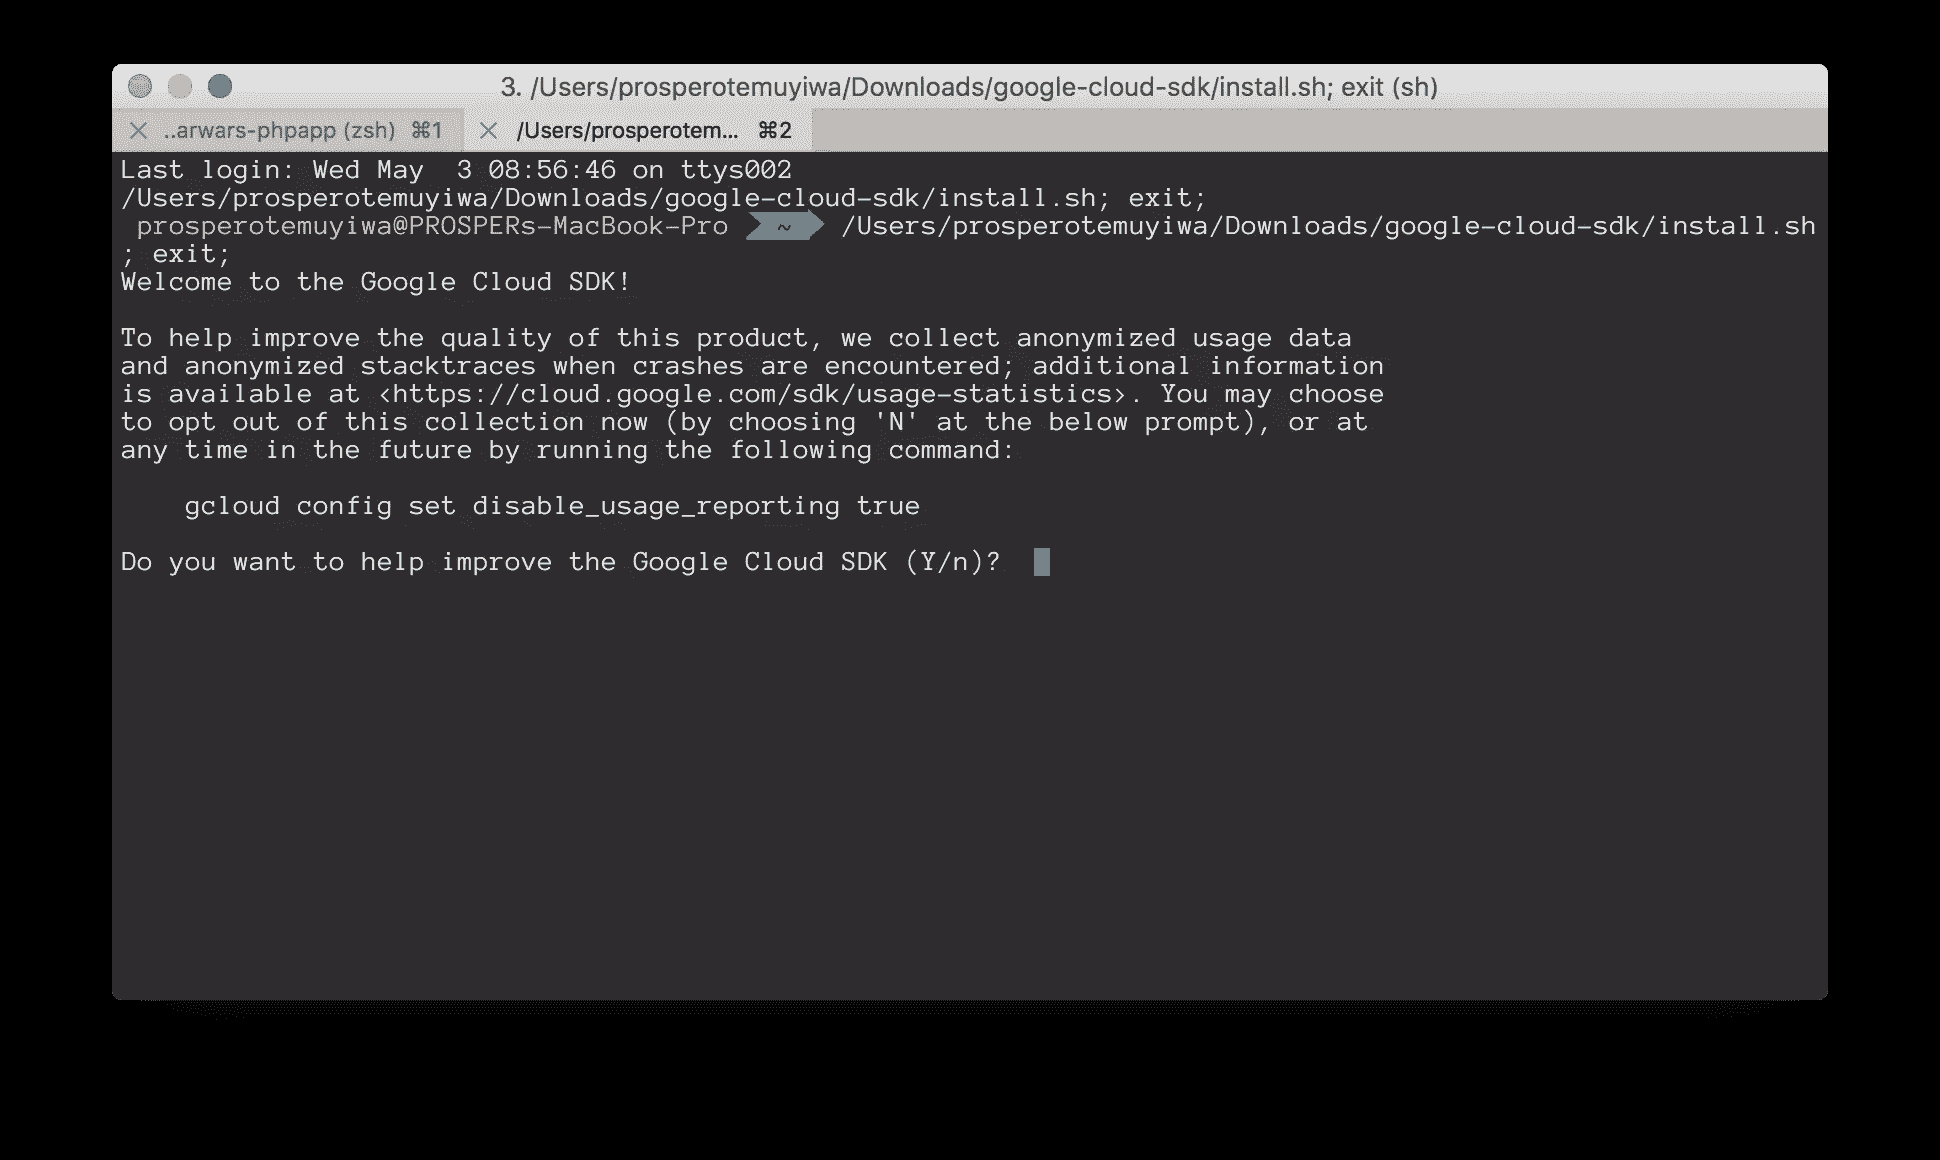 3. /Users/prosperotemuyiwa/Downloads/google-cloud-sdk/install.sh; exit (sh)
..arwars-phpapp (zsh) ⌘1 /Users/prosperotem... ⌘2
Last login: Wed May  3 08:56:46 on ttys002
/Users/prosperotemuyiwa/Downloads/google-cloud-sdk/install.sh; exit;
prosperotemuyiwa@PROSPERs-MacBook-Pro ~ /Users/prosperotemuyiwa/Downloads/google-cloud-sdk/install.sh
; exit;
Welcome to the Google Cloud SDK!
To help improve the quality of this product, we collect anonymized usage data
and anonymized stacktraces when crashes are encountered; additional information
is available at <https://cloud.google.com/sdk/usage-statistics>. You may choose
to opt out of this collection now (by choosing 'N' at the below prompt), or at
any time in the future by running the following command:
gcloud config set disable_usage_reporting true
Do you want to help improve the Google Cloud SDK (Y/n)?